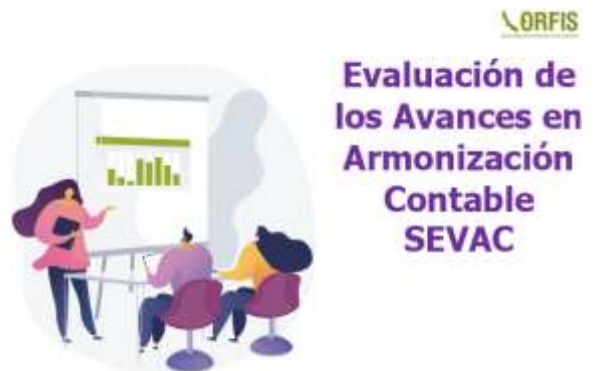 ORFIS
Evaluación de
los Avances en
Armonización
Contable
SEVAC